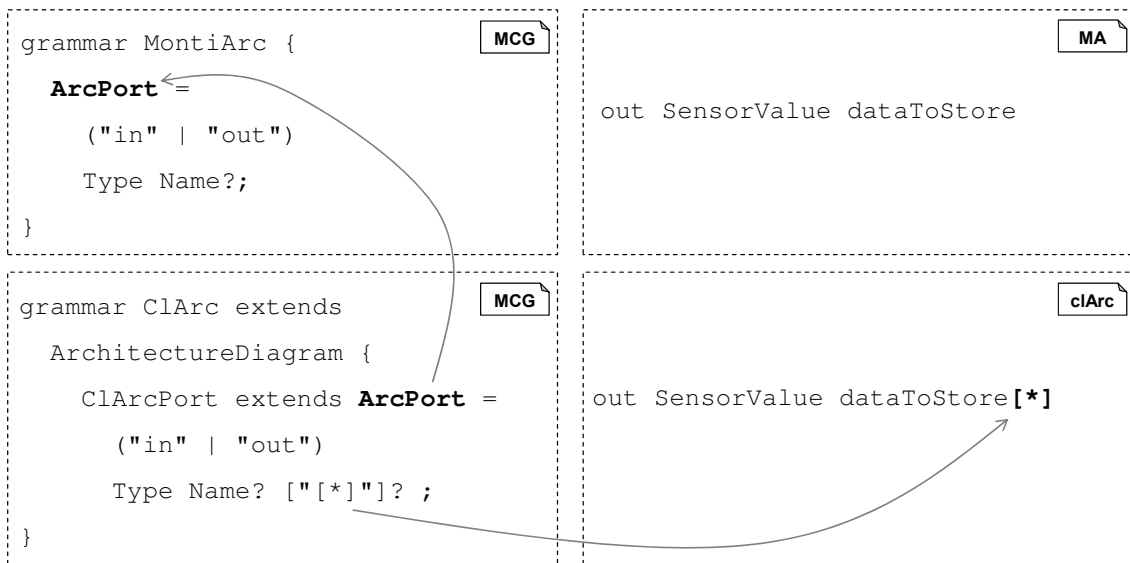 grammar MontiArc {
MCG
ArcPort =
("in" | "out")
Type Name?;
}
MA
out SensorValue dataToStore
grammar ClArc extends
MCG
ArchitectureDiagram {
ClArcPort extends ArcPort =
("in" | "out")
Type Name? ["[*]"]? ;
}
clArc
out SensorValue dataToStore[*]